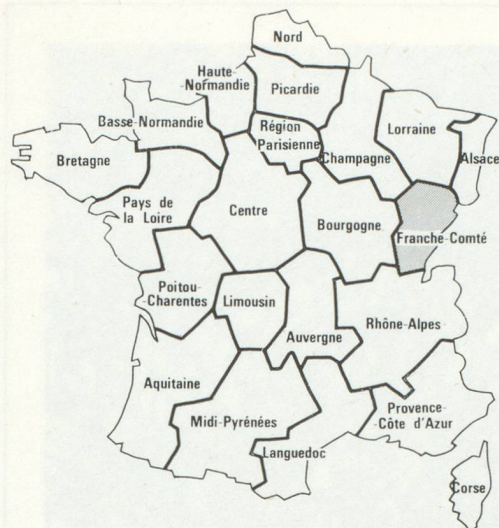 Nord
Haute-
-Normandie
Picardie
Basse-Normandie
Région
Parisienne
Lorraine
Champagne
Alsace
Bretagne
Pays de
la Loire
Centre
Bourgogne
Franche-Comté
Poitou-
-Charentes
Limousin
Auvergne
Rhône-Alpes
Aquitaine
Midi-Pyrénées
Provence-
-Côte d'Azur
Languedoc
Corse